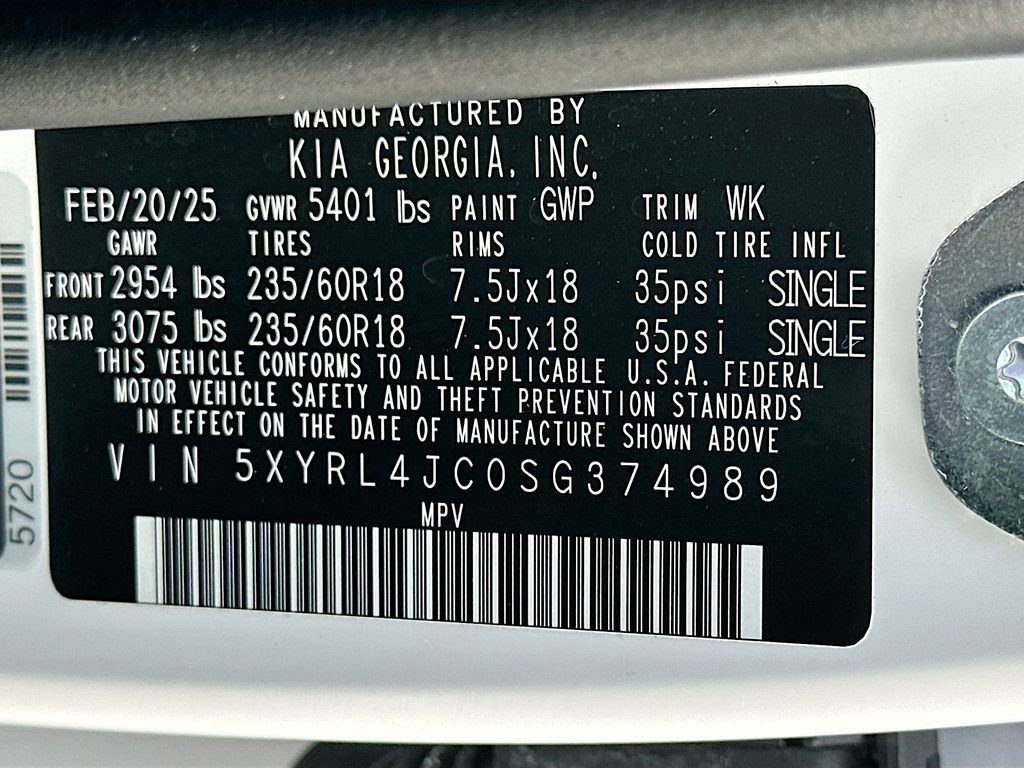 MANUFACTURED BY
KIA GEORGIA, INC.
FEB/20/25 GVWR 5401 lbs PAINT GWP TRIM WK
GAWR TIRES RIMS COLD TIRE INFL
FRONT 2954 lbs 235/60R18 7.5Jx18 35psi SINGLE
REAR 3075 lbs 235/60R18 7.5Jx18 35psi SINGLE
THIS VEHICLE CONFORMS TO ALL APPLICABLE U.S.A. FEDERAL
MOTOR VEHICLE SAFETY AND THEFT PREVENTION STANDARDS
IN EFFECT ON THE DATE OF MANUFACTURE SHOWN ABOVE
VIN 5XYRL4JC0SG374989
MPV
5720